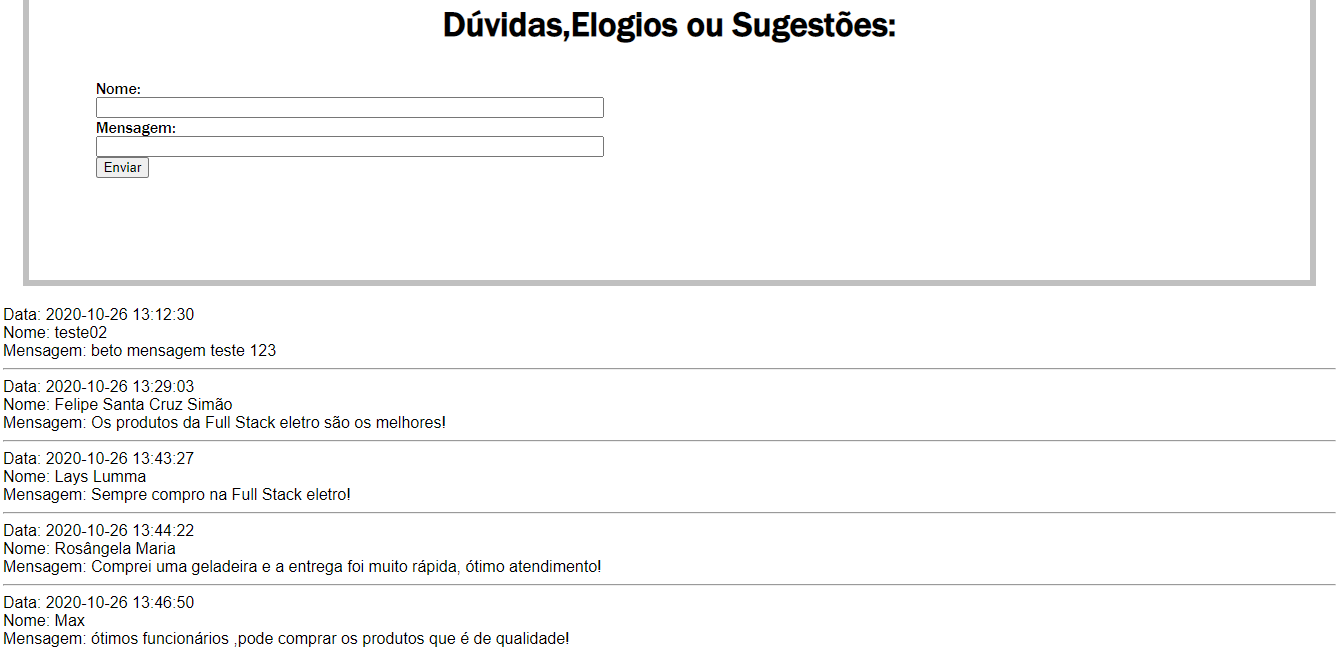 Dúvidas,Elogios ou Sugestões:
Nome:
Mensagem:
Enviar
Data: 2020-10-26 13:12:30
Nome: teste02
Mensagem: beto mensagem teste 123
Data: 2020-10-26 13:29:03
Nome: Felipe Santa Cruz Simão
Mensagem: Os produtos da Full Stack eletro são os melhores!
Data: 2020-10-26 13:43:27
Nome: Lays Lumma
Mensagem: Sempre compro na Full Stack eletro!
Data: 2020-10-26 13:44:22
Nome: Rosângela Maria
Mensagem: Comprei uma geladeira e a entrega foi muito rápida, ótimo atendimento!
Data: 2020-10-26 13:46:50
Nome: Max
Mensagem: ótimos funcionários ,pode comprar os produtos que é de qualidade!